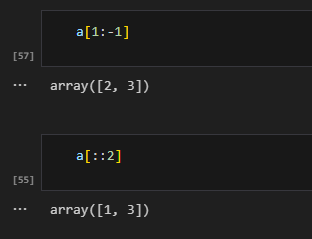 a[1:-1]
[57]
... array([2, 3])
a[::2]
[55]
... array([1, 3])